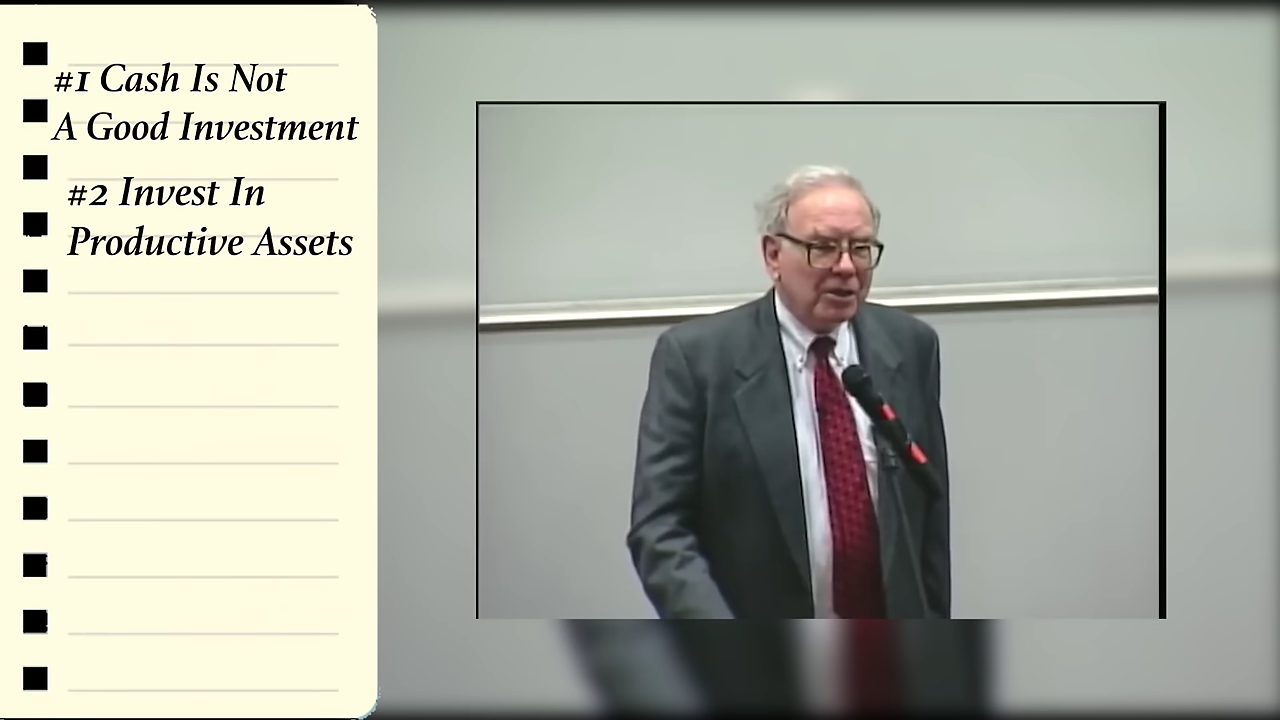 #1 Cash Is Not
A Good Investment
#2 Invest In
Productive Assets